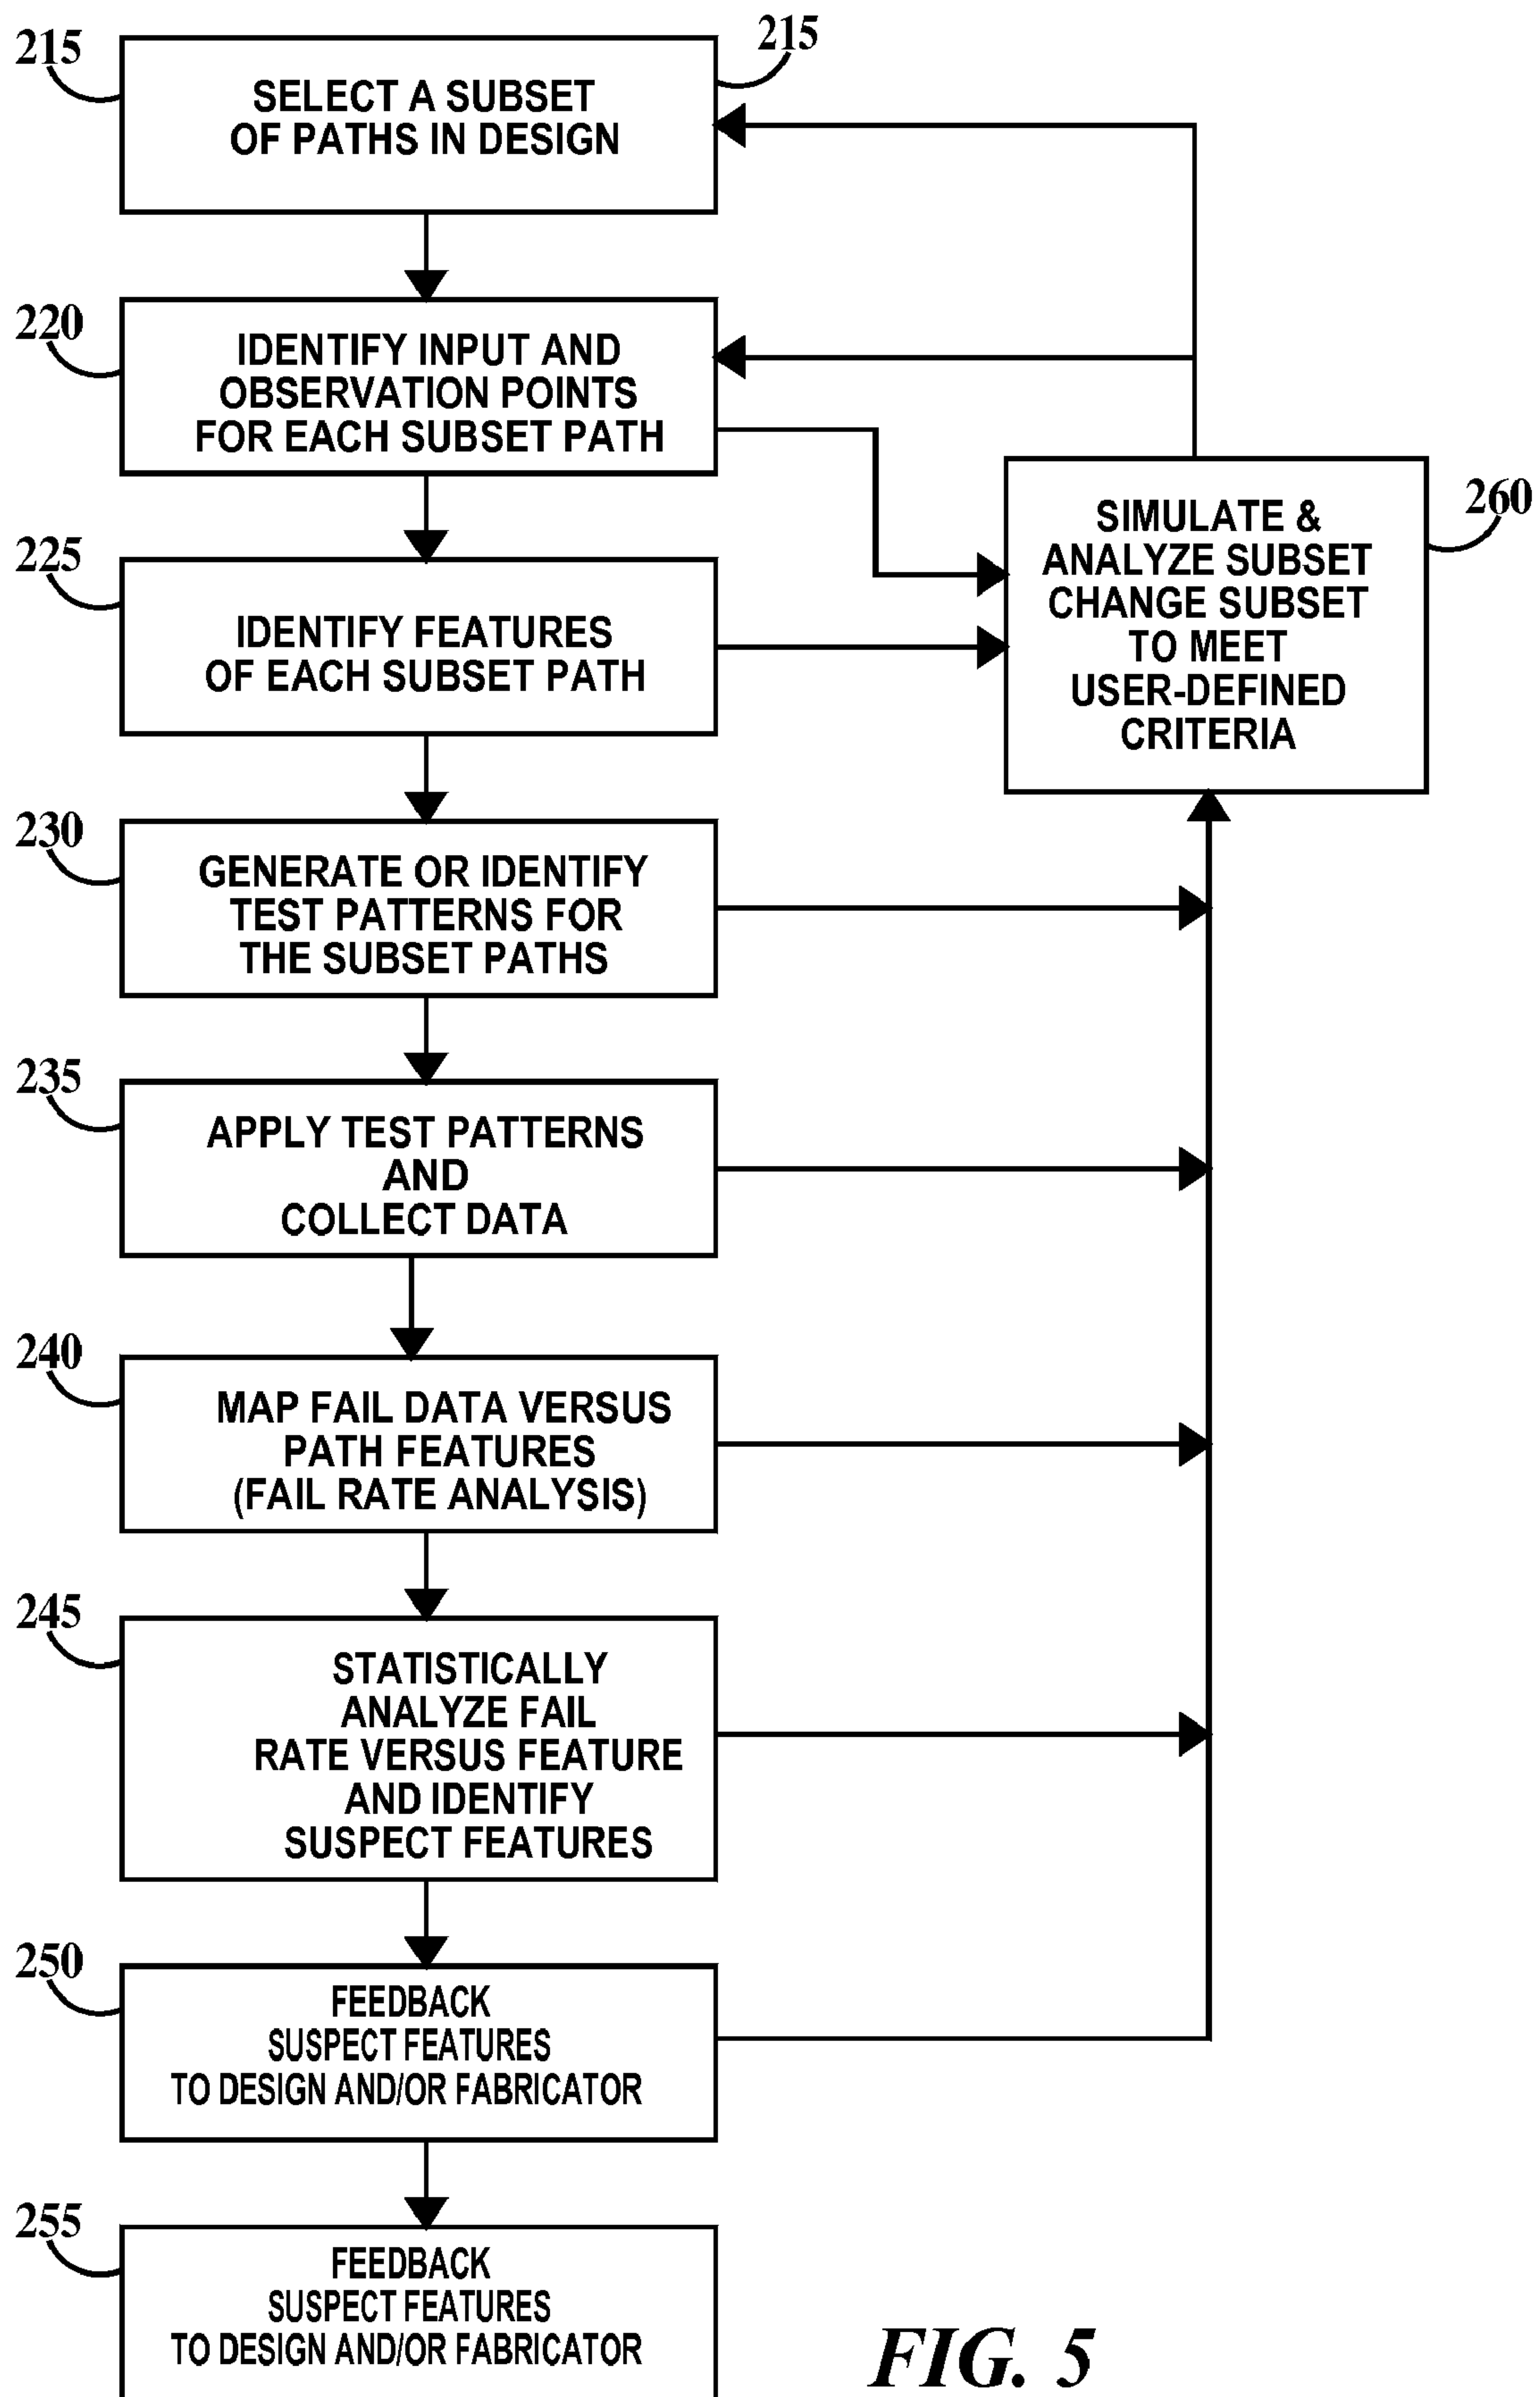 215
215
SELECT A SUBSET
OF PATHS IN DESIGN
220
IDENTIFY INPUT AND
OBSERVATION POINTS
FOR EACH SUBSET PATH
260
SIMULATE &
ANALYZE SUBSET
CHANGE SUBSET
TO MEET
USER-DEFINED
CRITERIA
225
IDENTIFY FEATURES
OF EACH SUBSET PATH
230
GENERATE OR IDENTIFY
TEST PATTERNS FOR
THE SUBSET PATHS
235
APPLY TEST PATTERNS
AND
COLLECT DATA
240
MAP FAIL DATA VERSUS
PATH FEATURES
(FAIL RATE ANALYSIS)
245
STATISTICALLY
ANALYZE FAIL
RATE VERSUS FEATURE
AND IDENTIFY
SUSPECT FEATURES
250
FEEDBACK
SUSPECT FEATURES
TO DESIGN AND/OR FABRICATOR
255
FEEDBACK
SUSPECT FEATURES
TO DESIGN AND/OR FABRICATOR
FIG. 5